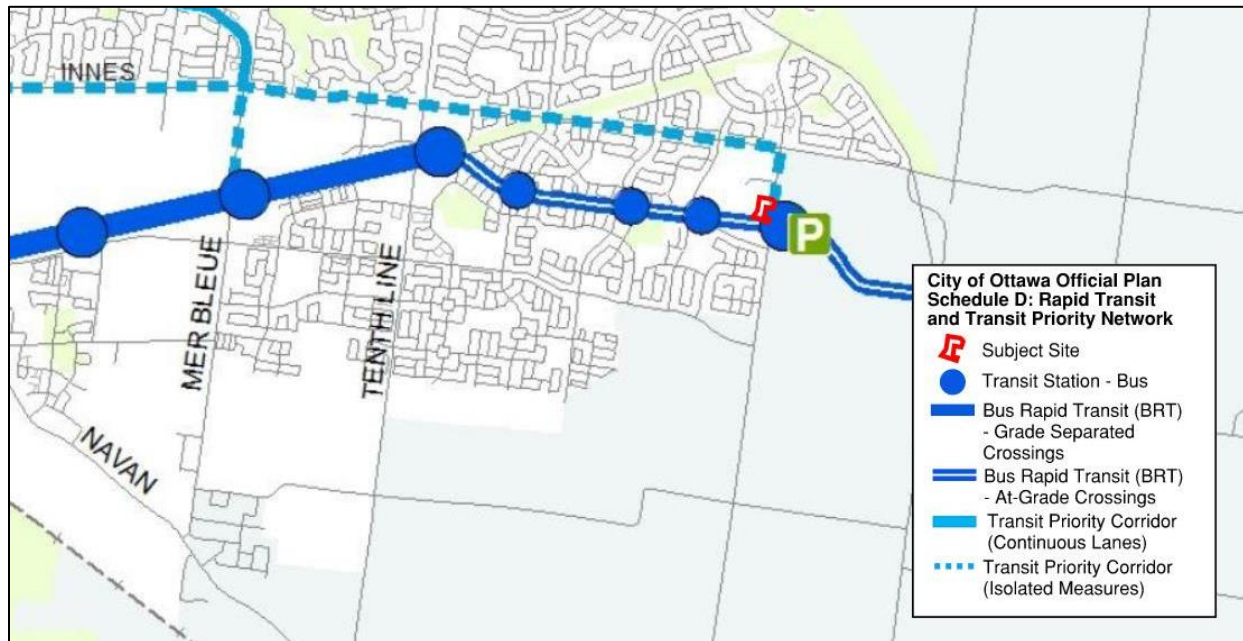 INNES
MER BLEUE
TENTH LINE
NAVAN
P
City of Ottawa Official Plan
Schedule D: Rapid Transit
and Transit Priority Network
Subject Site
Transit Station - Bus
Bus Rapid Transit (BRT)
- Grade Separated
Crossings
Bus Rapid Transit (BRT)
- At-Grade Crossings
Transit Priority Corridor
(Continuous Lanes)
Transit Priority Corridor
(Isolated Measures)